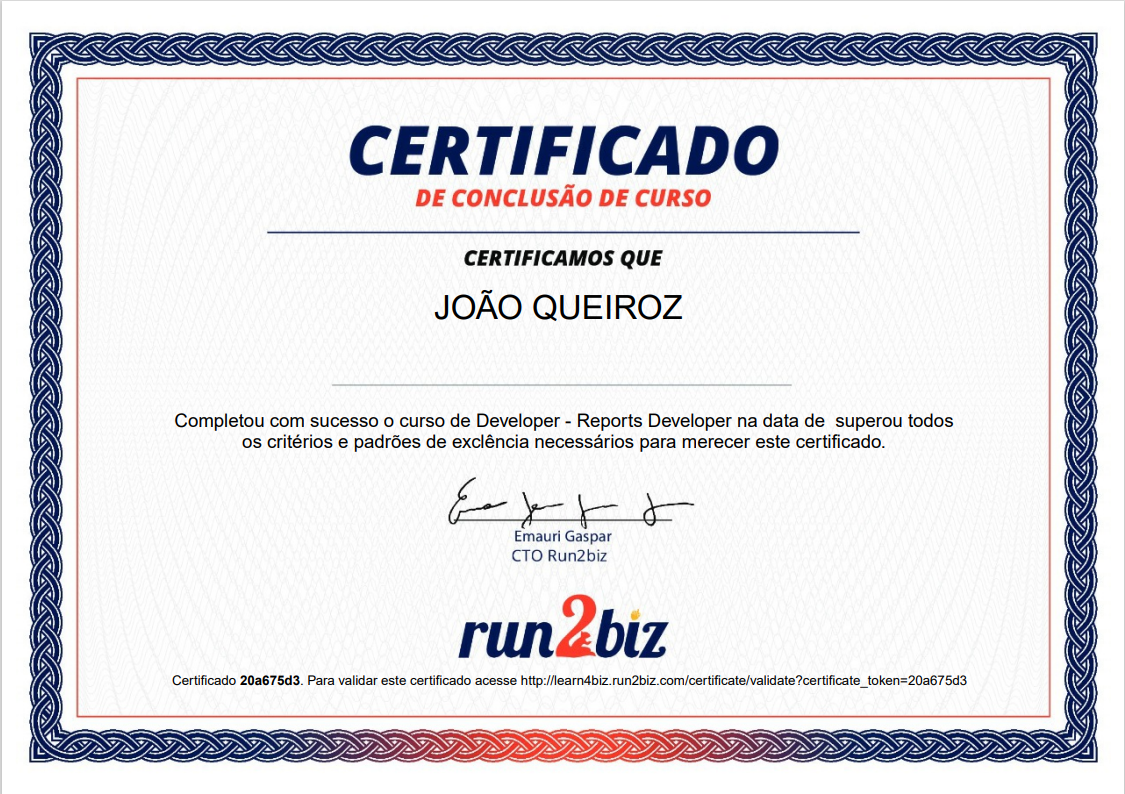 CERTIFICADO
DE CONCLUSÃO DE CURSO
CERTIFICAMOS QUE
JOÃO QUEIROZ
Completou com sucesso o curso de Developer - Reports Developer na data de  superou todos
os critérios e padrões de exclência necessários para merecer este certificado.
Emauri Gaspar
CTO Run2biz
run2biz
Certificado 20a675d3. Para validar este certificado acesse http://learn4biz.run2biz.com/certificate/validate?certificate_token=20a675d3